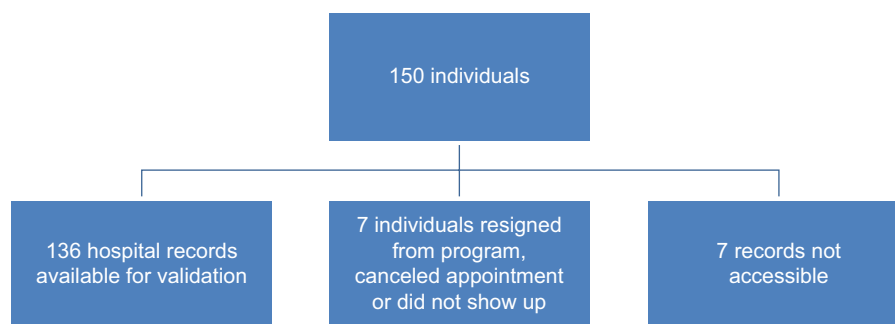 150 individuals
136 hospital records
available for validation
7 individuals resigned
from program,
canceled appointment
or did not show up
7 records not
accessible